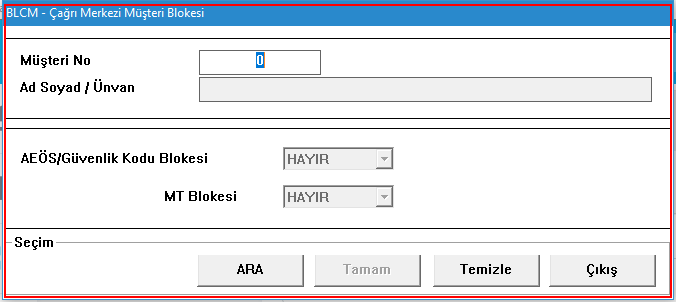 BLCM - Çağrı Merkezi Müşteri Blokesi
Müşteri No 0
Ad Soyad / Ünvan
AEÖS/Güvenlik Kodu Blokesi HAYIR
MT Blokesi HAYIR
Seçim
ARA Tamam Temizle Çıkış